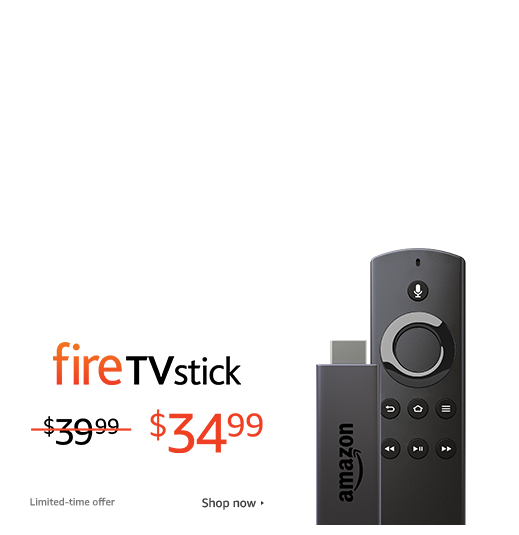 fireTVstick
$39.99 $34.99
Limited-time offer
Shop now
amazon